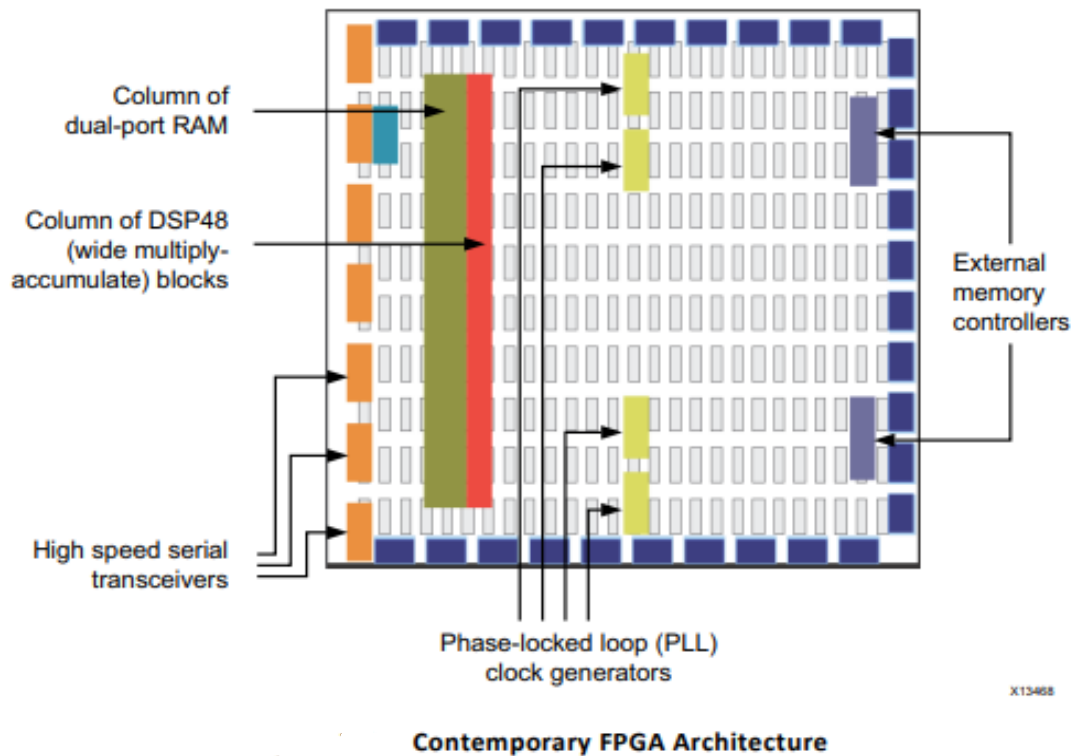 Column of
dual-port RAM
Column of DSP48
(wide multiply-
accumulate) blocks
External
memory
controllers
High speed serial
transceivers
Phase-locked loop (PLL)
clock generators
X13468
Contemporary FPGA Architecture